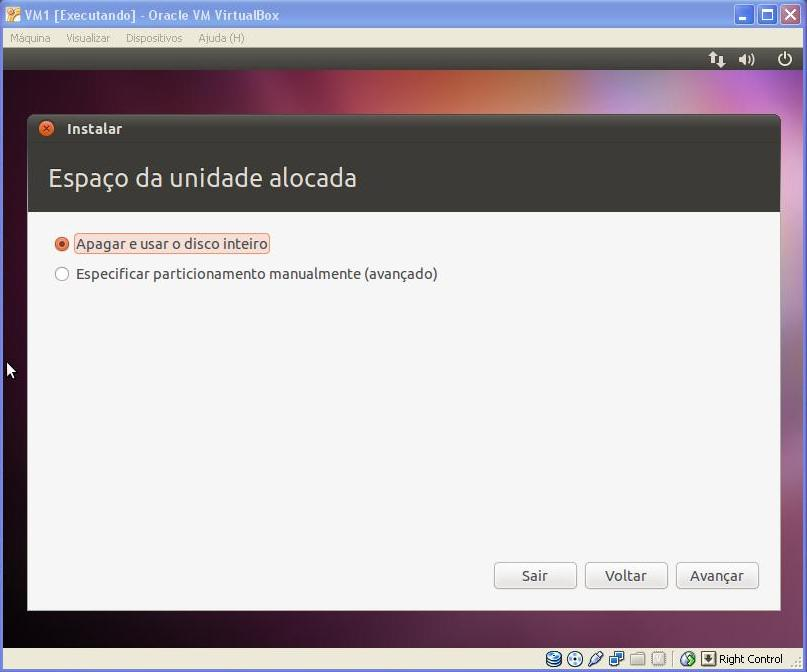 VM1 [Executando] - Oracle VM VirtualBox
Máquina Visualizar Dispositivos Ajuda (H)
Instalar
Espaço da unidade alocada
Apagar e usar o disco inteiro
Especificar particionamento manualmente (avançado)
Sair Voltar Avançar
Right Control